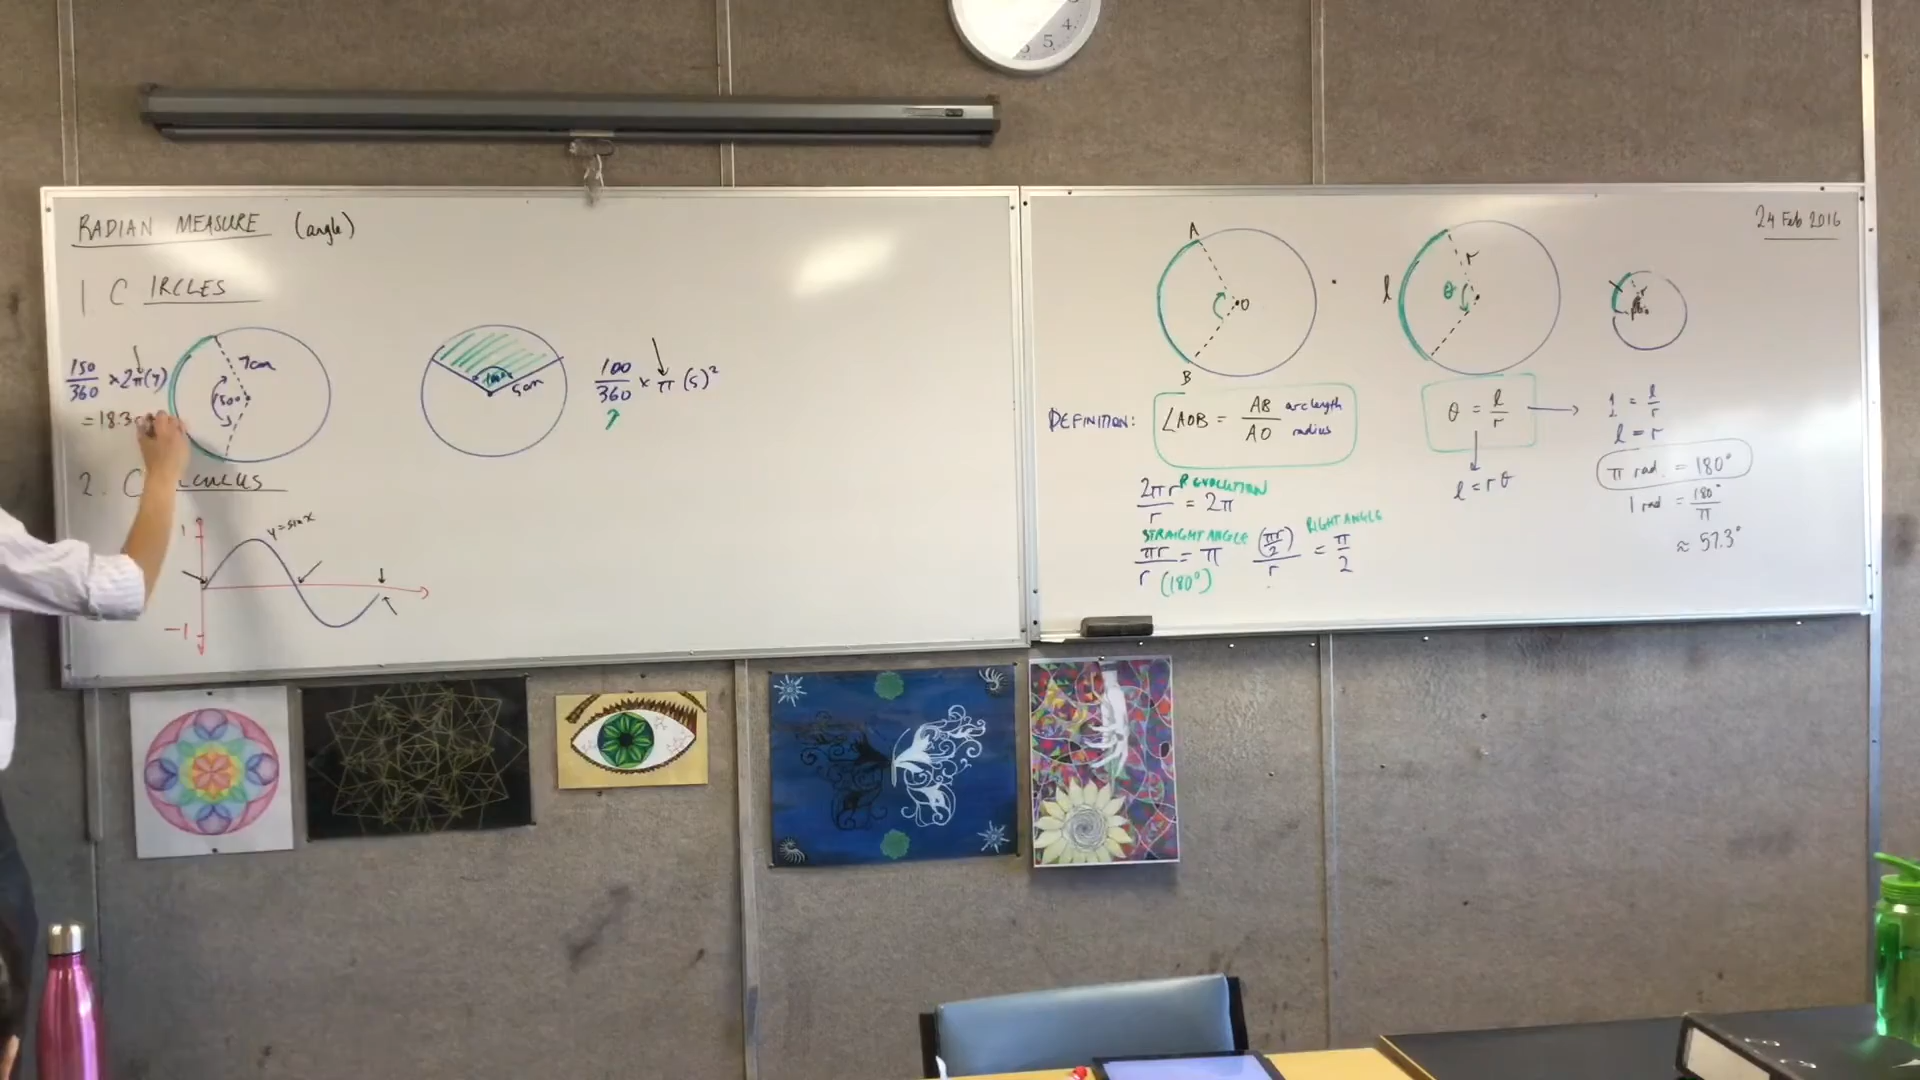 RADIAN MEASURE (angle)
1 CIRCLES
150/360 × 2π(7)
= 18.3
7cm
150°
100°
5cm
100/360 × π (5)²
2.
1
y = sin x
-1
24 Feb 2016
A
O
B
l
r
θ
DEFINITION: ∠AOB = AB/AO arc length radius
θ = l/r
l = rθ
l = r
π rad. = 180°
1 rad = 180°/π
≈ 57.3°
REVOLUTION
2πr/r = 2π
STRAIGHT ANGLE
πr/r = π
(180°)
RIGHT ANGLE
(πr/2)/r = π/2
4
5